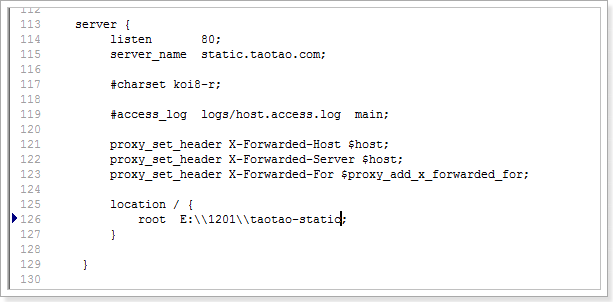 112
113 server {
114 listen 80;
115 server_name static.taotao.com;
116
117 #charset koi8-r;
118
119 #access_log logs/host.access.log main;
120
121 proxy_set_header X-Forwarded-Host $host;
122 proxy_set_header X-Forwarded-Server $host;
123 proxy_set_header X-Forwarded-For $proxy_add_x_forwarded_for;
124
125 location / {
126 root E:\\1201\\taotao-static;
127 }
128
129 }
130